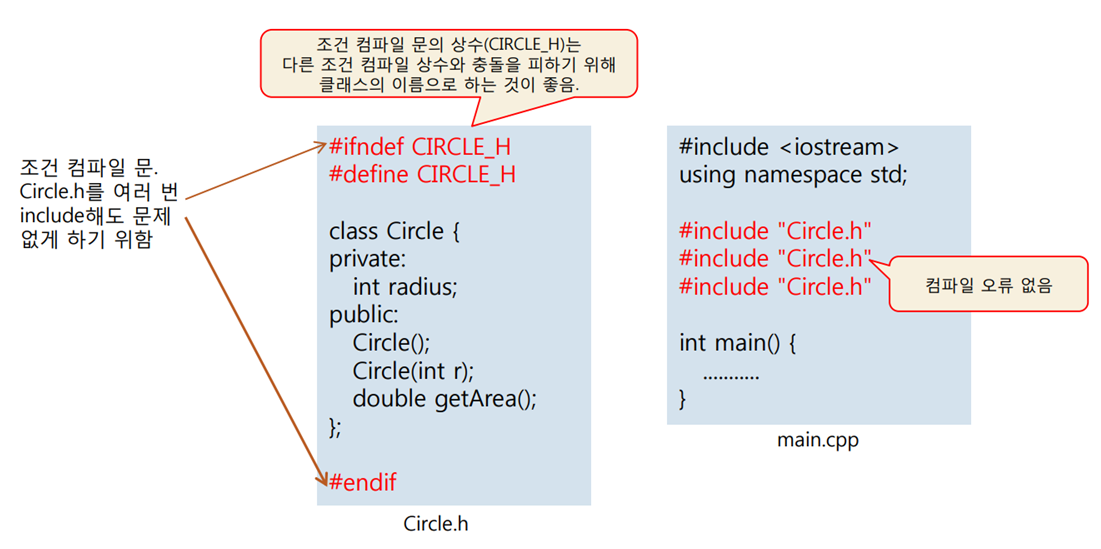 조건 컴파일 문의 상수(CIRCLE_H)는
다른 조건 컴파일 상수와 충돌을 피하기 위해
클래스의 이름으로 하는 것이 좋음.
조건 컴파일 문.
Circle.h를 여러 번
include해도 문제
없게 하기 위함
#ifndef CIRCLE_H
#define CIRCLE_H
class Circle {
private:
int radius;
public:
Circle();
Circle(int r);
double getArea();
};
#endif
Circle.h
#include <iostream>
using namespace std;
#include "Circle.h"
#include "Circle.h"
#include "Circle.h"
컴파일 오류 없음
int main() {
...........
}
main.cpp